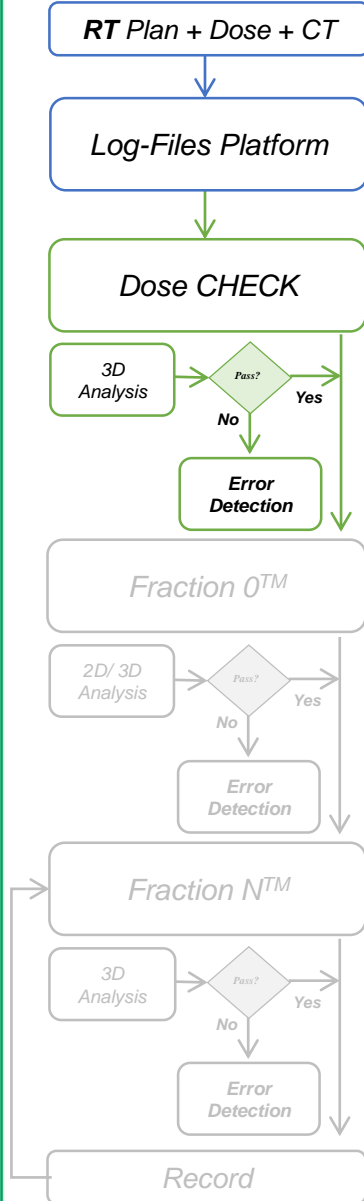 RT Plan + Dose + CT
Log-Files Platform
Dose CHECK
3D
Analysis
Pass?
Yes
No
Error
Detection
Fraction 0TM
2D/ 3D
Analysis
Pass?
Yes
No
Error
Detection
Fraction NTM
3D
Analysis
Pass?
Yes
No
Error
Detection
Record